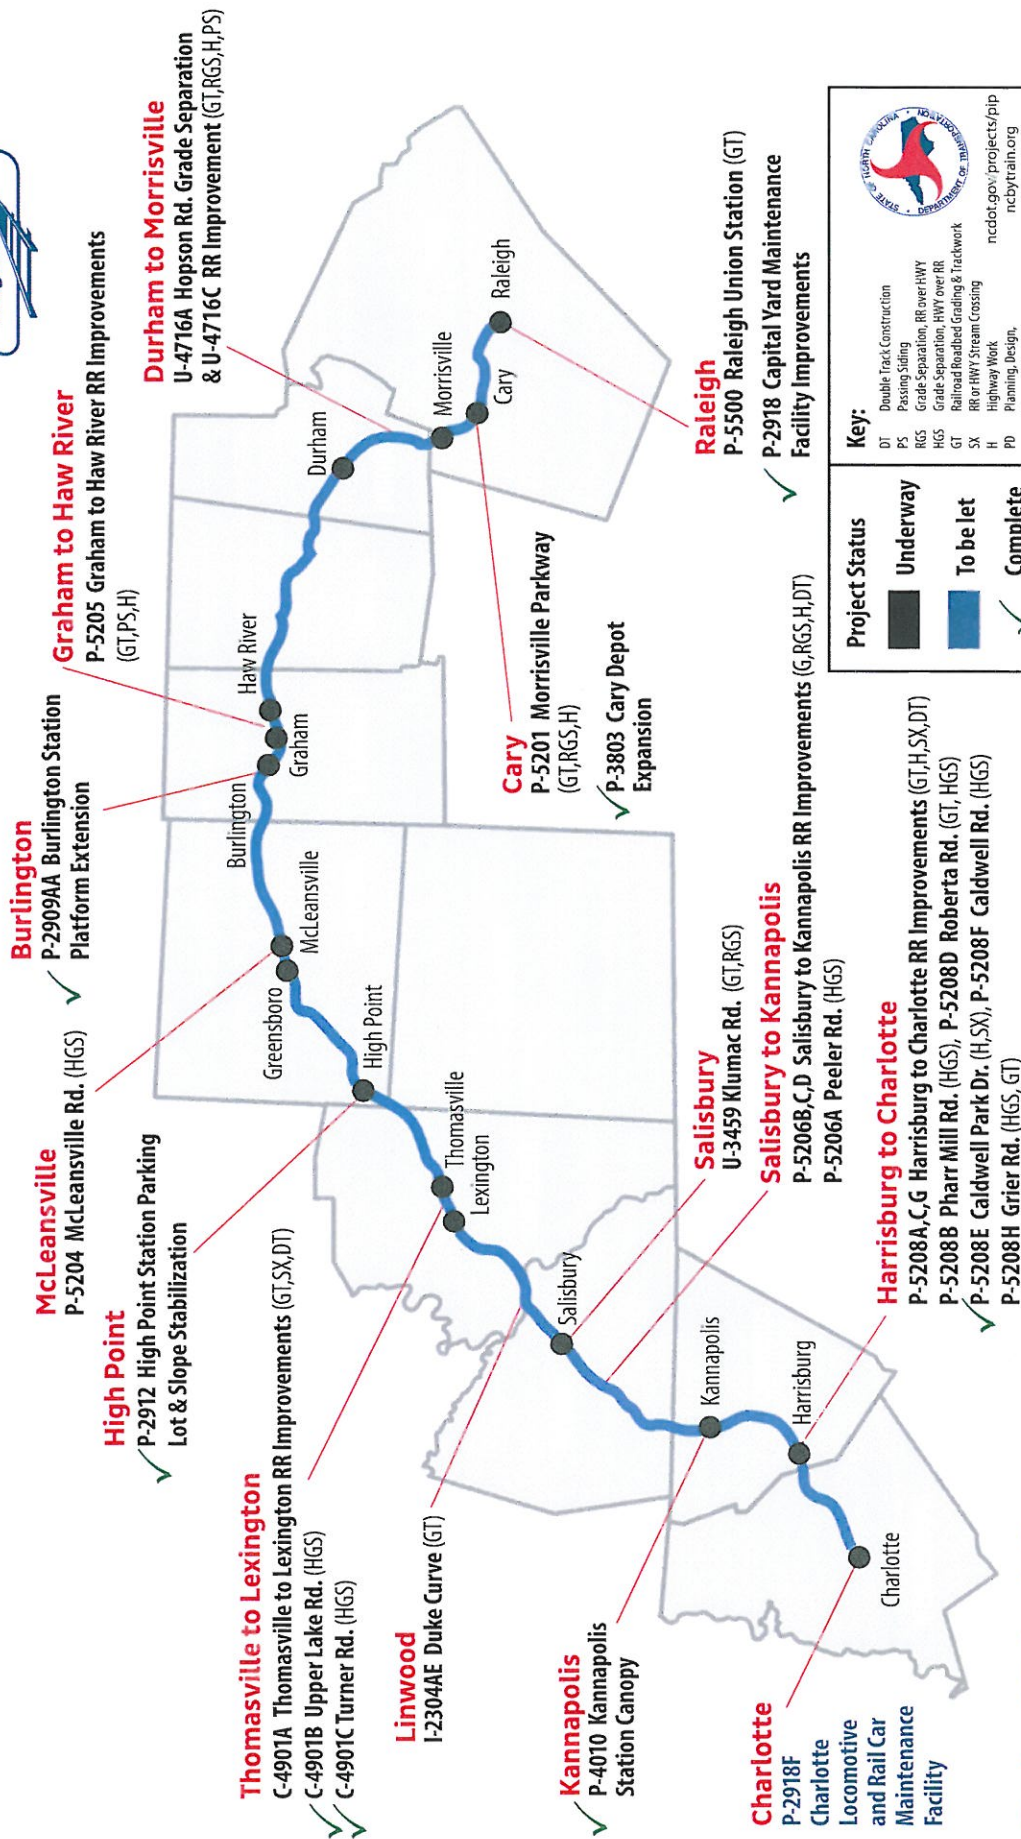 Burlington
P-2909AA Burlington Station
Platform Extension
Graham to Haw River
P-5205 Graham to Haw River RR Improvements
(GT,PS,H)
Durham to Morrisville
U-4716A Hopson Rd. Grade Separation
& U-4716C RR Improvement (GT,RGS,H,PS)
McLeansville
P-5204 McLeansville Rd. (HGS)
High Point
P-2912 High Point Station Parking
Lot & Slope Stabilization
Thomasville to Lexington
C-4901A Thomasville to Lexington RR Improvements (GT,SX,DT)
C-4901B Upper Lake Rd. (HGS)
C-4901C Turner Rd. (HGS)
Linwood
I-2304AE Duke Curve (GT)
Kannapolis
P-4010 Kannapolis
Station Canopy
Charlotte
P-2918F
Charlotte
Locomotive
and Rail Car
Maintenance
Facility
Charlotte
Harrisburg
Kannapolis
Salisbury
Lexington
Thomasville
High Point
Greensboro
McLeansville
Burlington
Graham
Haw River
Durham
Morrisville
Cary
Raleigh
Cary
P-5201 Morrisville Parkway
(GT,RGS,H)
P-3803 Cary Depot
Expansion
Raleigh
P-5500 Raleigh Union Station (GT)
P-2918 Capital Yard Maintenance
Facility Improvements
Salisbury
U-3459 Klumac Rd. (GT,RGS)
Salisbury to Kannapolis
P-5206B,C,D Salisbury to Kannapolis RR Improvements (G,RGS,H,DT)
P-5206A Peeler Rd. (HGS)
Harrisburg to Charlotte
P-5208A,C,G Harrisburg to Charlotte RR Improvements (GT,H,SX,DT)
P-5208B Pharr Mill Rd. (HGS), P-5208D Roberta Rd. (GT, HGS)
P-5208E Caldwell Park Dr. (H,SX), P-5208F Caldwell Rd. (HGS)
P-5208H Grier Rd. (HGS, GT)
Project Status
Underway
To be let
Complete
Key:
DT Double Track Construction
PS Passing Siding
RGS Grade Separation, RR over HWY
HGS Grade Separation, HWY over RR
GT Railroad Roadbed Grading & Trackwork
SX RR or HWY Stream Crossing
H Highway Work
PD Planning, Design,
STATE OF NORTH CAROLINA
DEPARTMENT OF TRANSPORTATION
ncdot.gov/projects/pip
ncbytrain.org